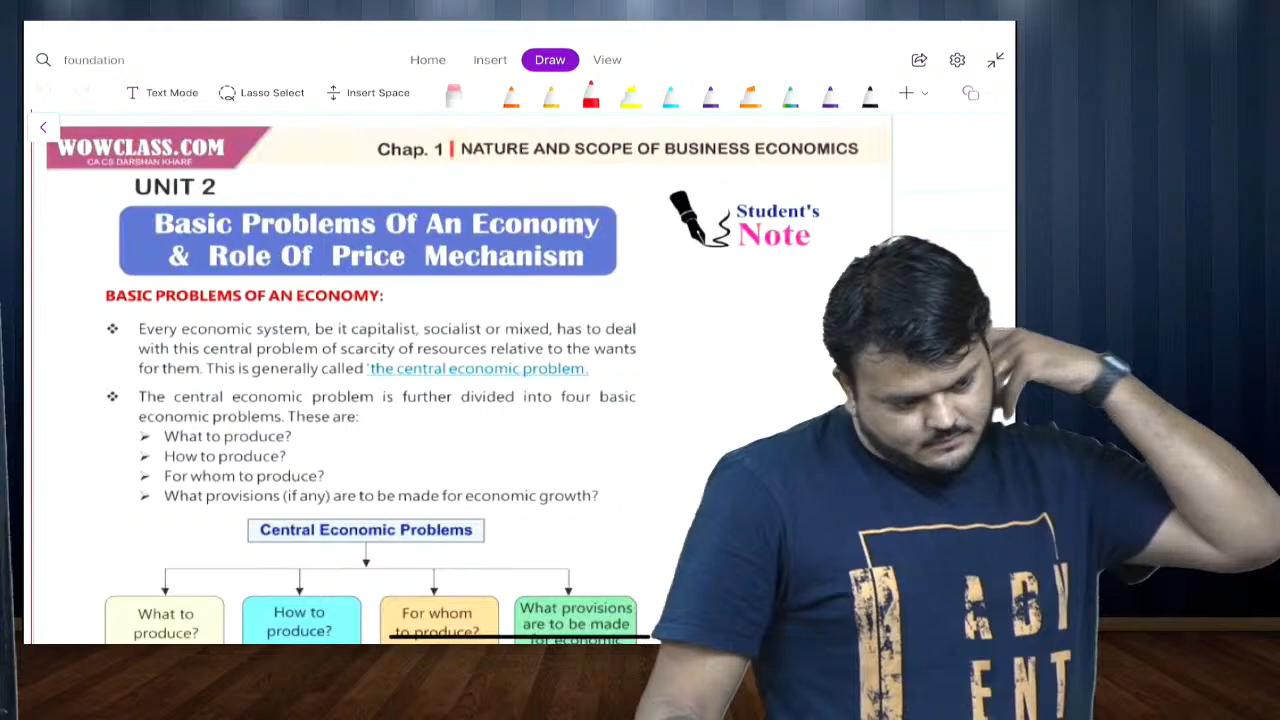 foundation
Home Insert Draw View
Text Mode Lasso Select Insert Space
WOWCLASS.COM
CA CS DARSHAN KHARE
Chap. 1 | NATURE AND SCOPE OF BUSINESS ECONOMICS
UNIT 2
Basic Problems Of An Economy
& Role Of Price Mechanism
Student's
Note
BASIC PROBLEMS OF AN ECONOMY:
❖ Every economic system, be it capitalist, socialist or mixed, has to deal
with this central problem of scarcity of resources relative to the wants
for them. This is generally called 'the central economic problem.
❖ The central economic problem is further divided into four basic
economic problems. These are:
➢ What to produce?
➢ How to produce?
➢ For whom to produce?
➢ What provisions (if any) are to be made for economic growth?
Central Economic Problems
What to
produce?
How to
produce?
For whom
to produce?
What provisions
are to be made
for economic